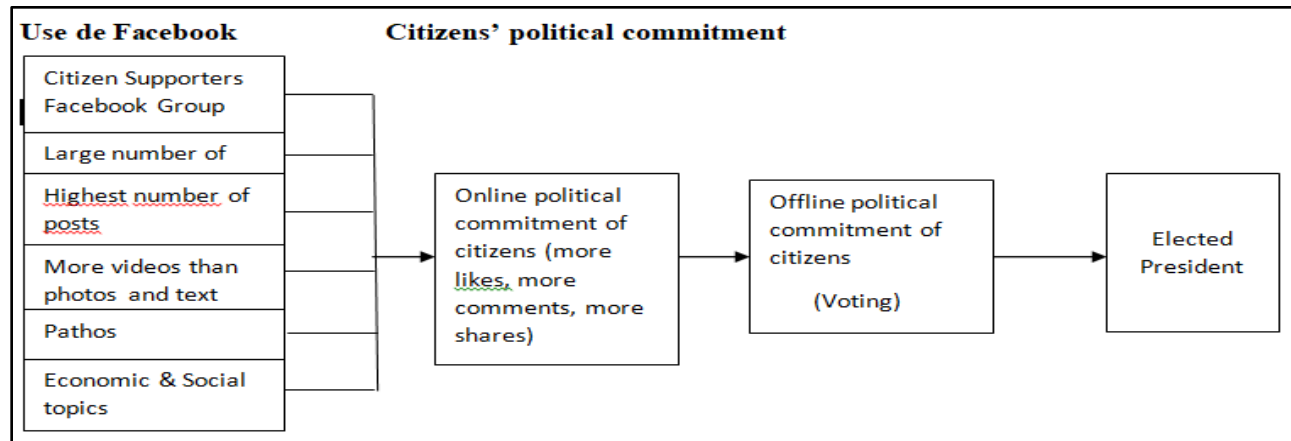 Use de Facebook
Citizens' political commitment
Citizen Supporters
Facebook Group
Large number of
Highest number of
posts
More videos than
photos and text
Pathos
Economic & Social
topics
Online political
commitment of
citizens (more
likes, more
comments, more
shares)
Offline political
commitment of
citizens
(Voting)
Elected
President